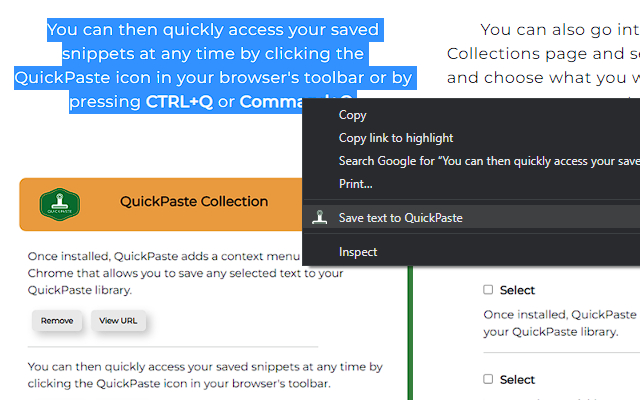 You can then quickly access your saved
snippets at any time by clicking the
QuickPaste icon in your browser's toolbar or by
pressing CTRL+Q or
You can also go
Collections page and
and choose what you
Copy
Copy link to highlight
Search Google for “You can then quickly access your
Print...
Save text to QuickPaste
Inspect
QUICKPASTE
QuickPaste Collection
Once installed, QuickPaste adds a context menu
Chrome that allows you to save any selected text to your
QuickPaste library.
Remove
View URL
You can then quickly access your saved snippets at any time by
clicking the QuickPaste icon in your browser's toolbar.
Select
Once installed, QuickPaste
your QuickPaste library.
Select